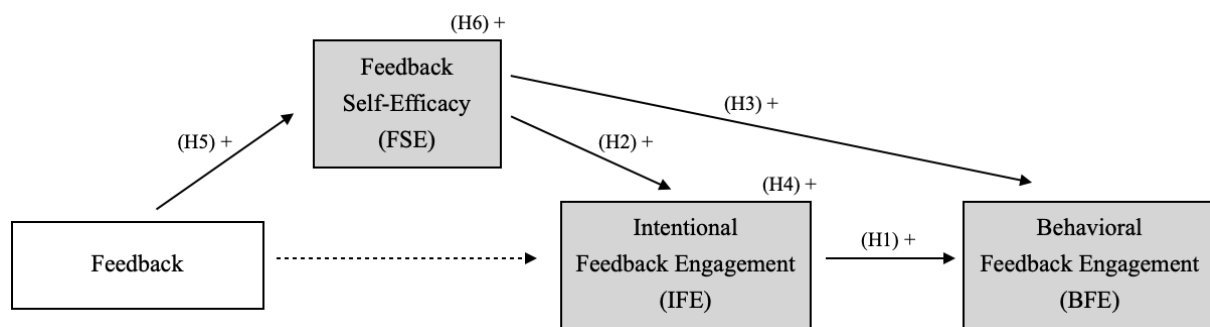 (H6) +
Feedback
Self-Efficacy
(FSE)
(H5) +
(H3) +
(H2) +
(H4) +
Feedback
Intentional
Feedback Engagement
(IFE)
(H1) +
Behavioral
Feedback Engagement
(BFE)